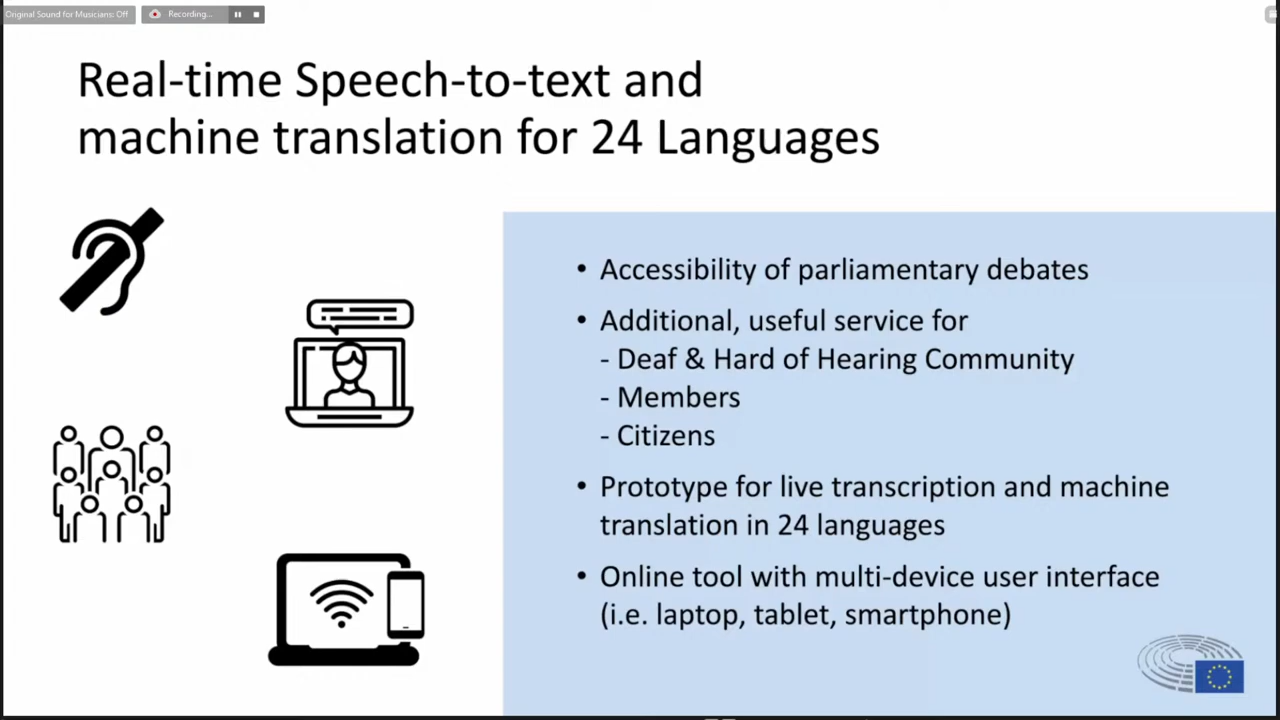 Original Sound for Musicians: Off
Recording...
Real-time Speech-to-text and
machine translation for 24 Languages
• Accessibility of parliamentary debates
• Additional, useful service for
- Deaf & Hard of Hearing Community
- Members
- Citizens
• Prototype for live transcription and machine
translation in 24 languages
• Online tool with multi-device user interface
(i.e. laptop, tablet, smartphone)